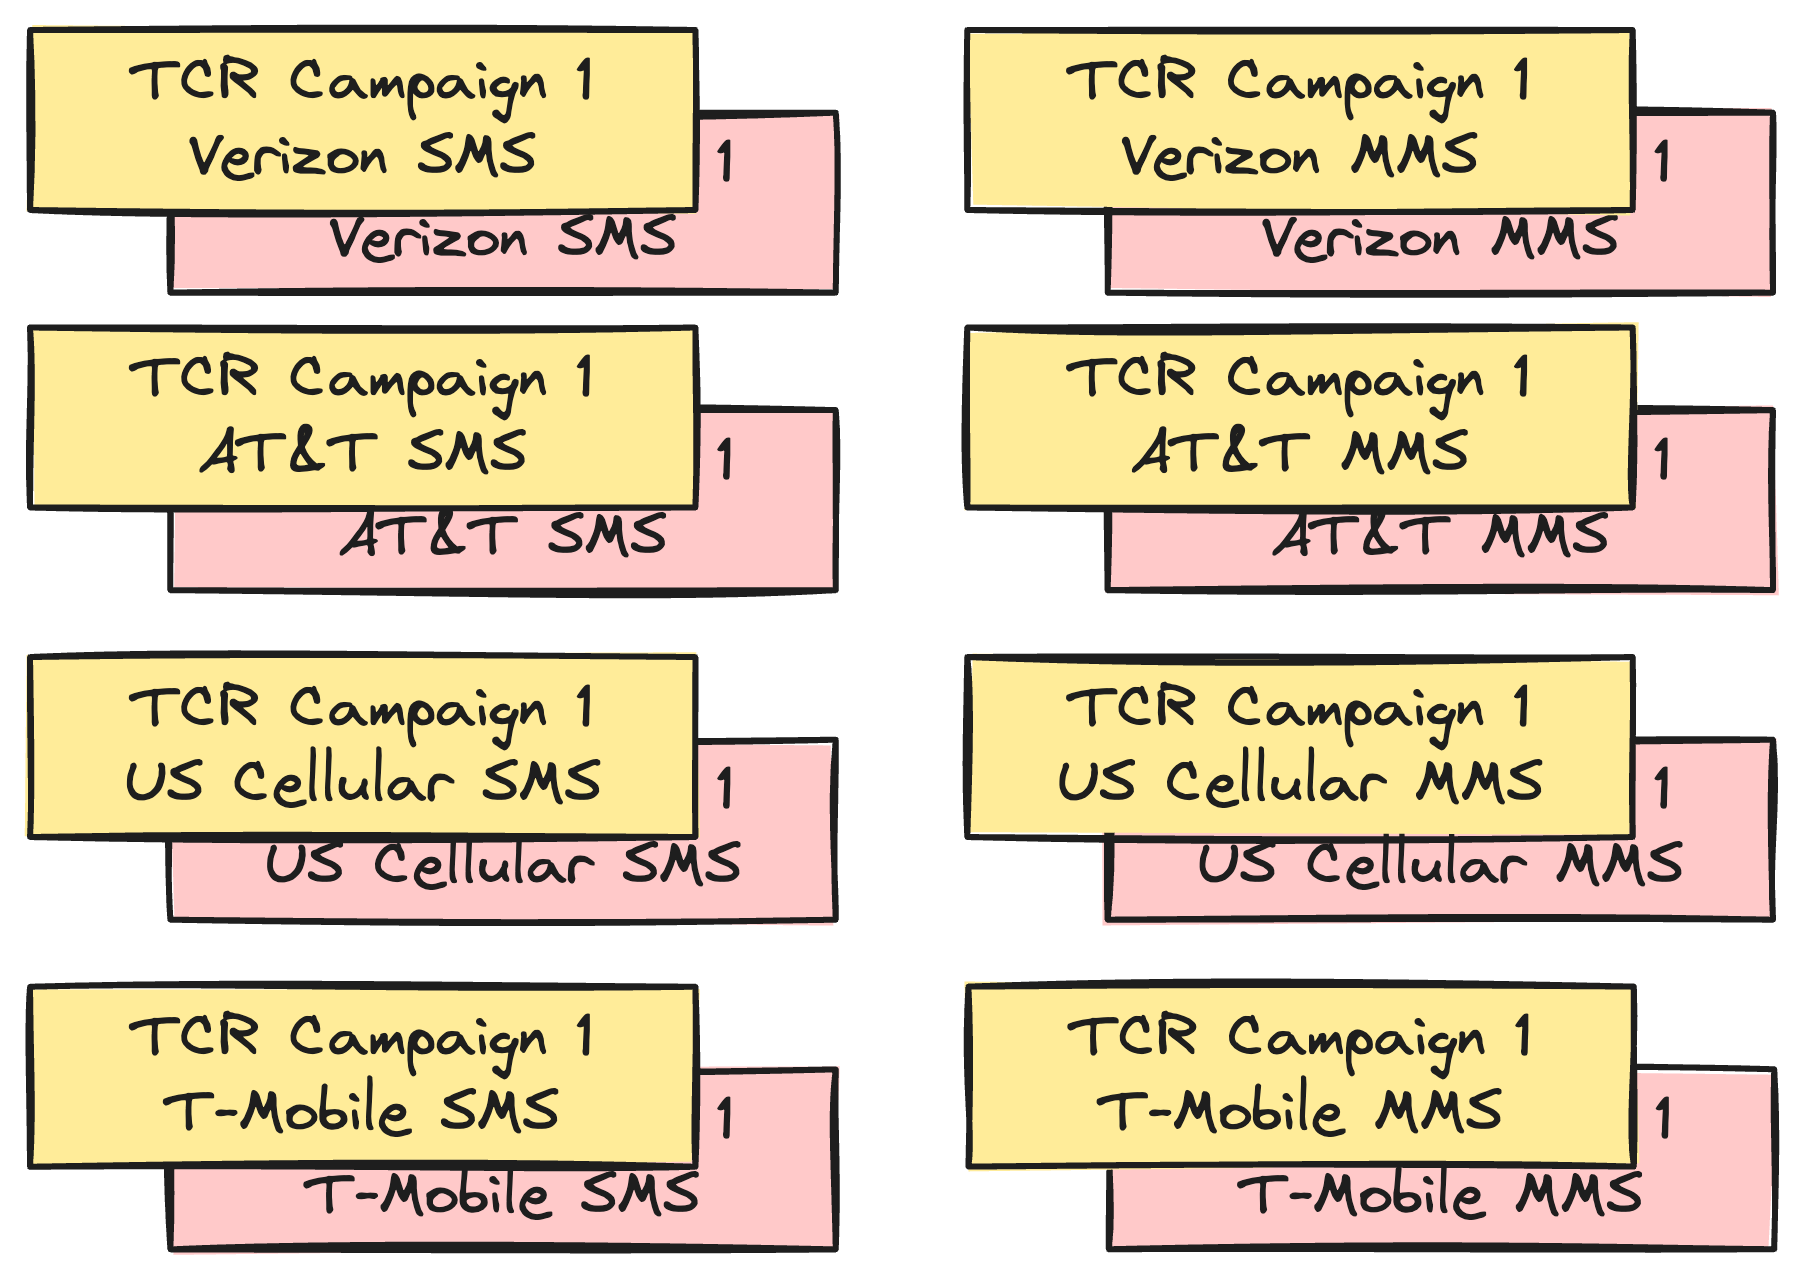 TCR Campaign 1
Verizon SMS
1
Verizon SMS
TCR Campaign 1
Verizon MMS
1
Verizon MMS
TCR Campaign 1
AT&T SMS
1
AT&T SMS
TCR Campaign 1
AT&T MMS
1
AT&T MMS
TCR Campaign 1
US Cellular SMS
1
US Cellular SMS
TCR Campaign 1
US Cellular MMS
1
US Cellular MMS
TCR Campaign 1
T-Mobile SMS
1
T-Mobile SMS
TCR Campaign 1
T-Mobile MMS
1
T-Mobile MMS